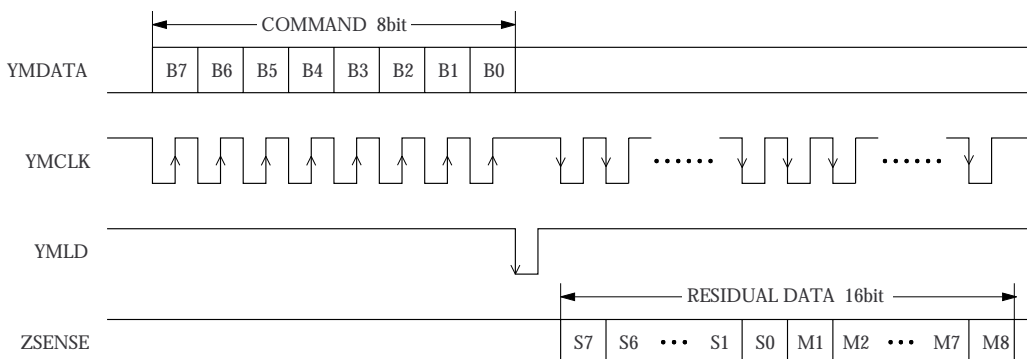 COMMAND 8bit
YMDATA B7 B6 B5 B4 B3 B2 B1 B0
YMCLK ······ ······
YMLD
RESIDUAL DATA 16bit
ZSENSE S7 S6 ··· S1 S0 M1 M2 ··· M7 M8